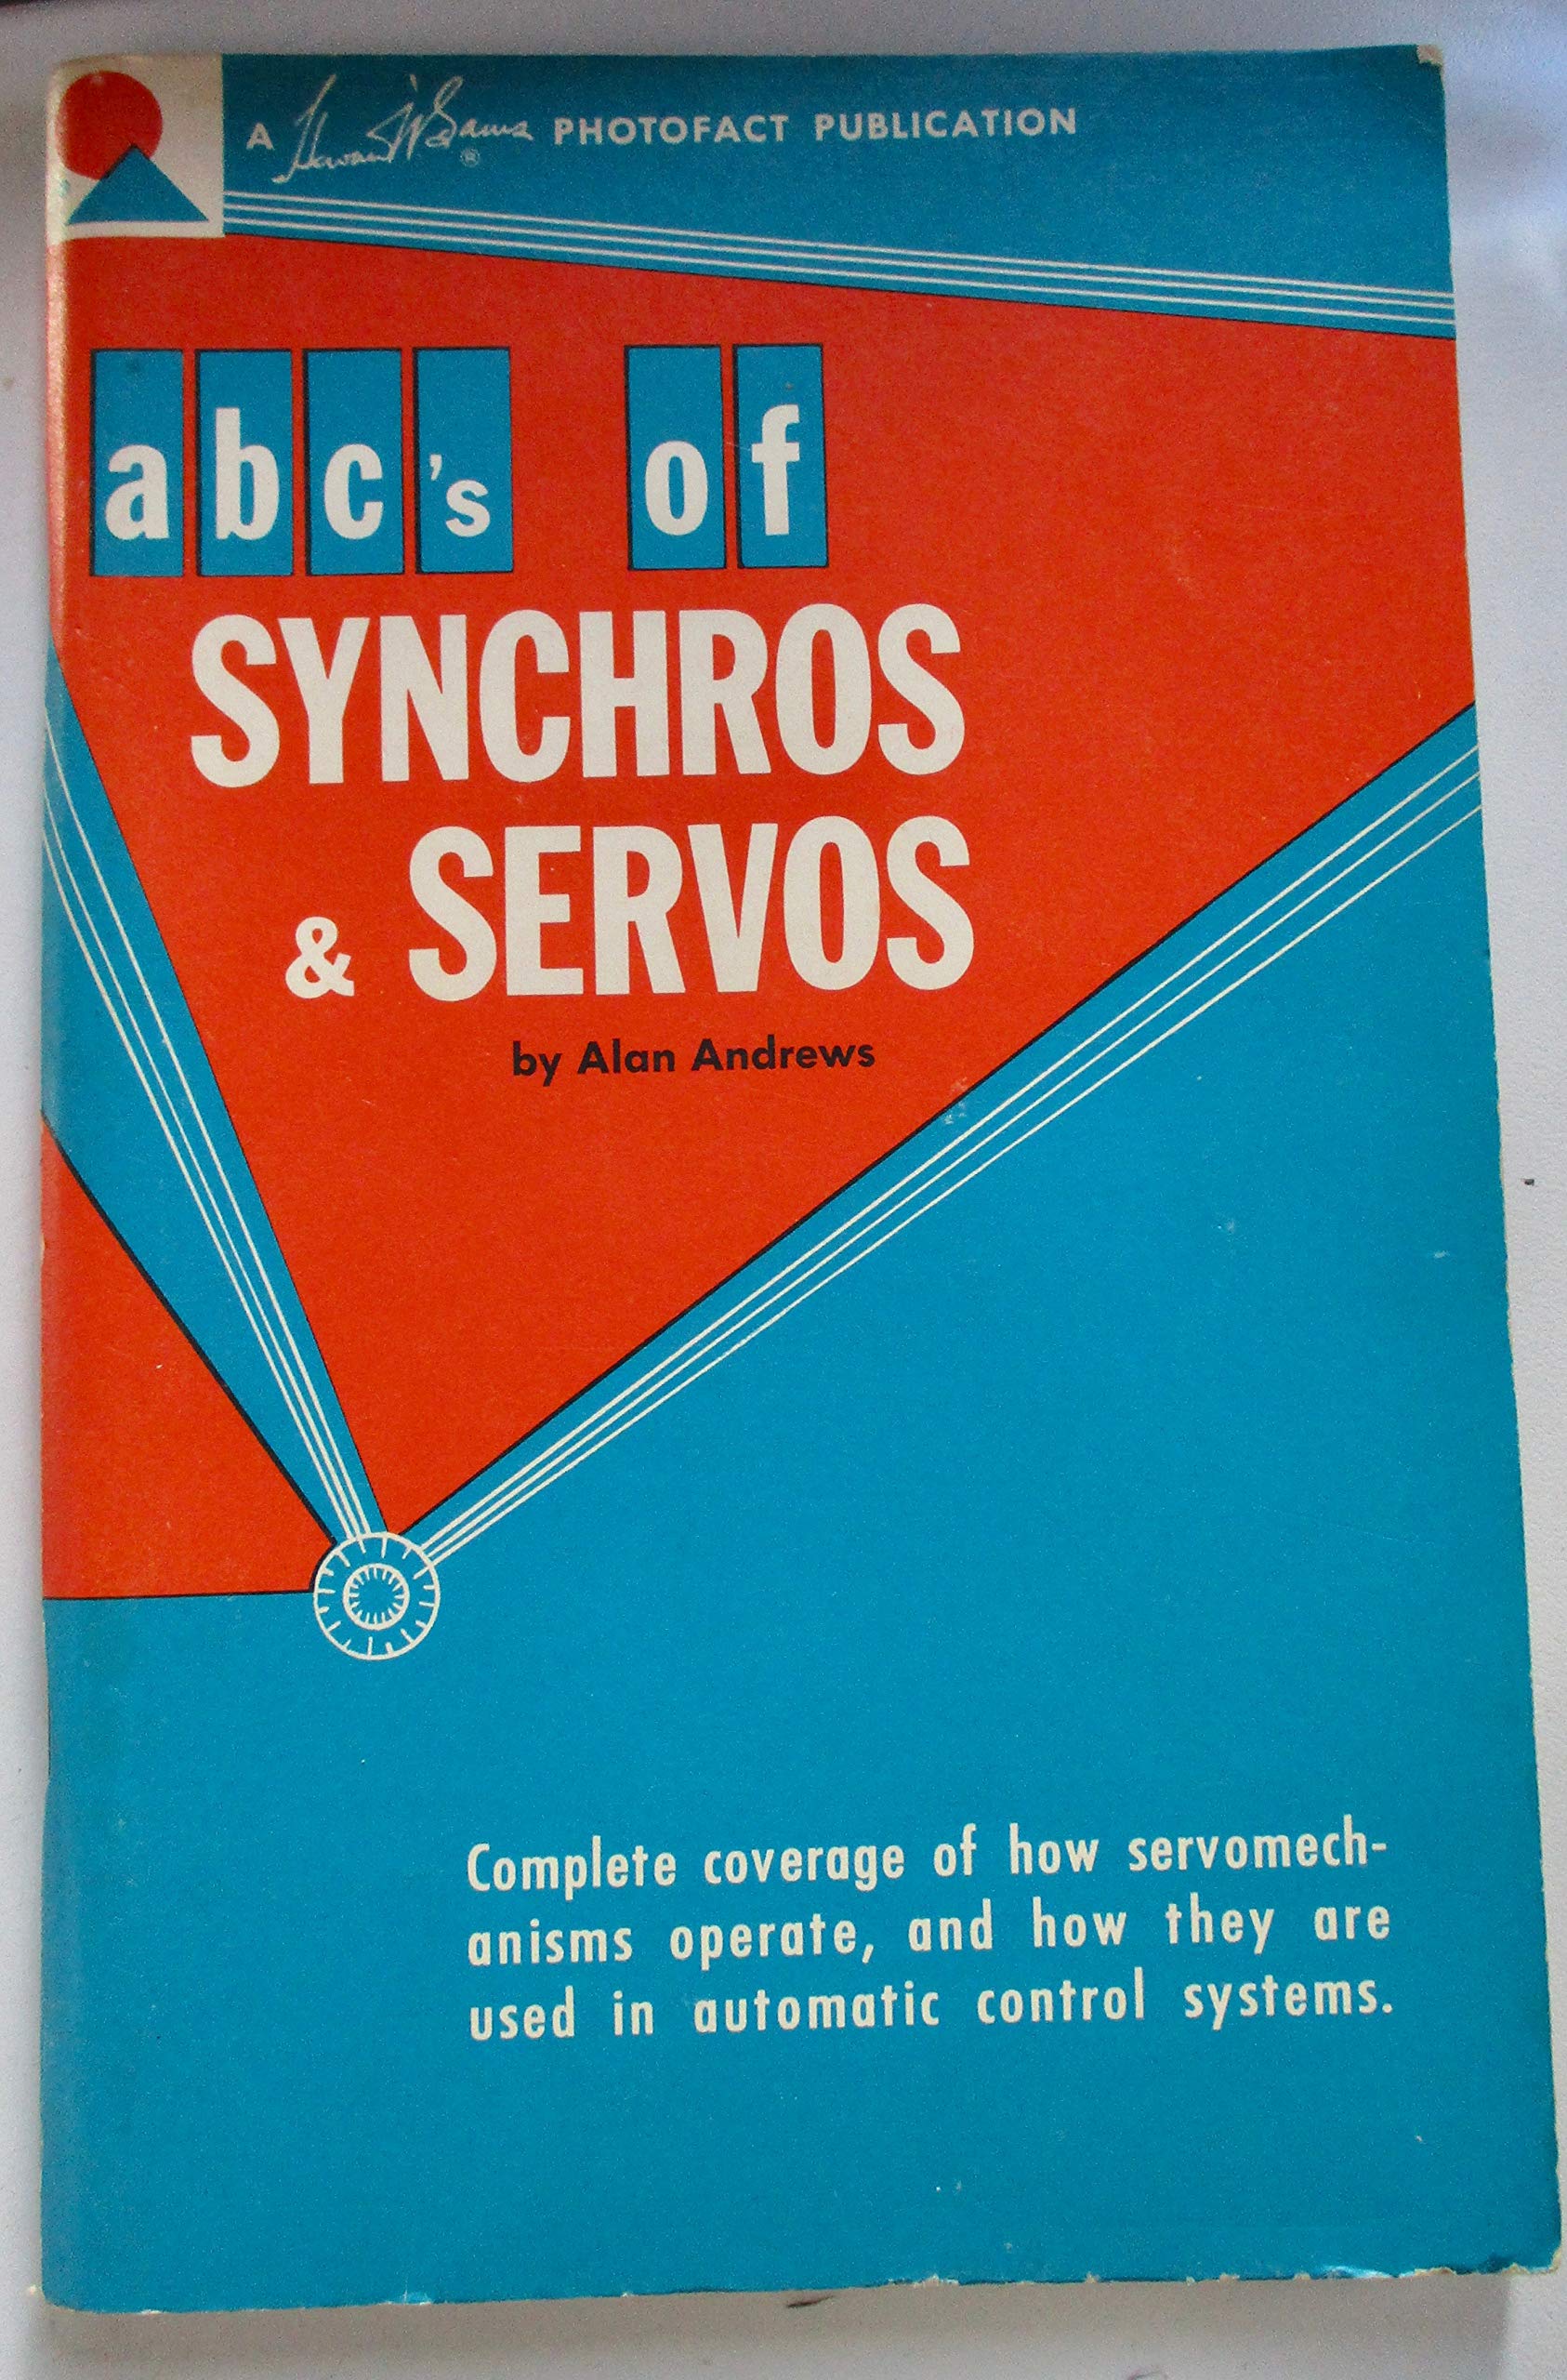 A Howard W. Sams ® PHOTOFACT PUBLICATION
abc's of
SYNCHROS
& SERVOS
by Alan Andrews
Complete coverage of how servomech-
anisms operate, and how they are
used in automatic control systems.